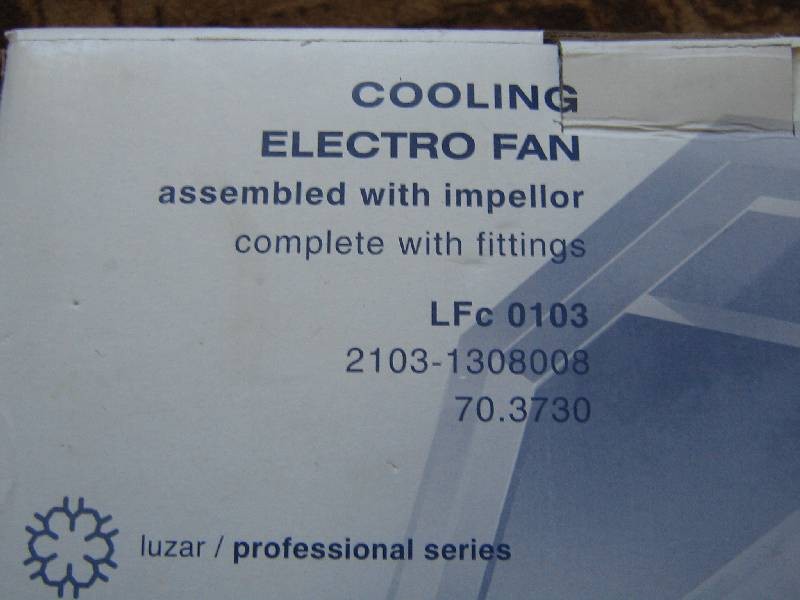 COOLING
ELECTRO FAN
assembled with impellor
complete with fittings
LFc 0103
2103-1308008
70.3730
luzar / professional series